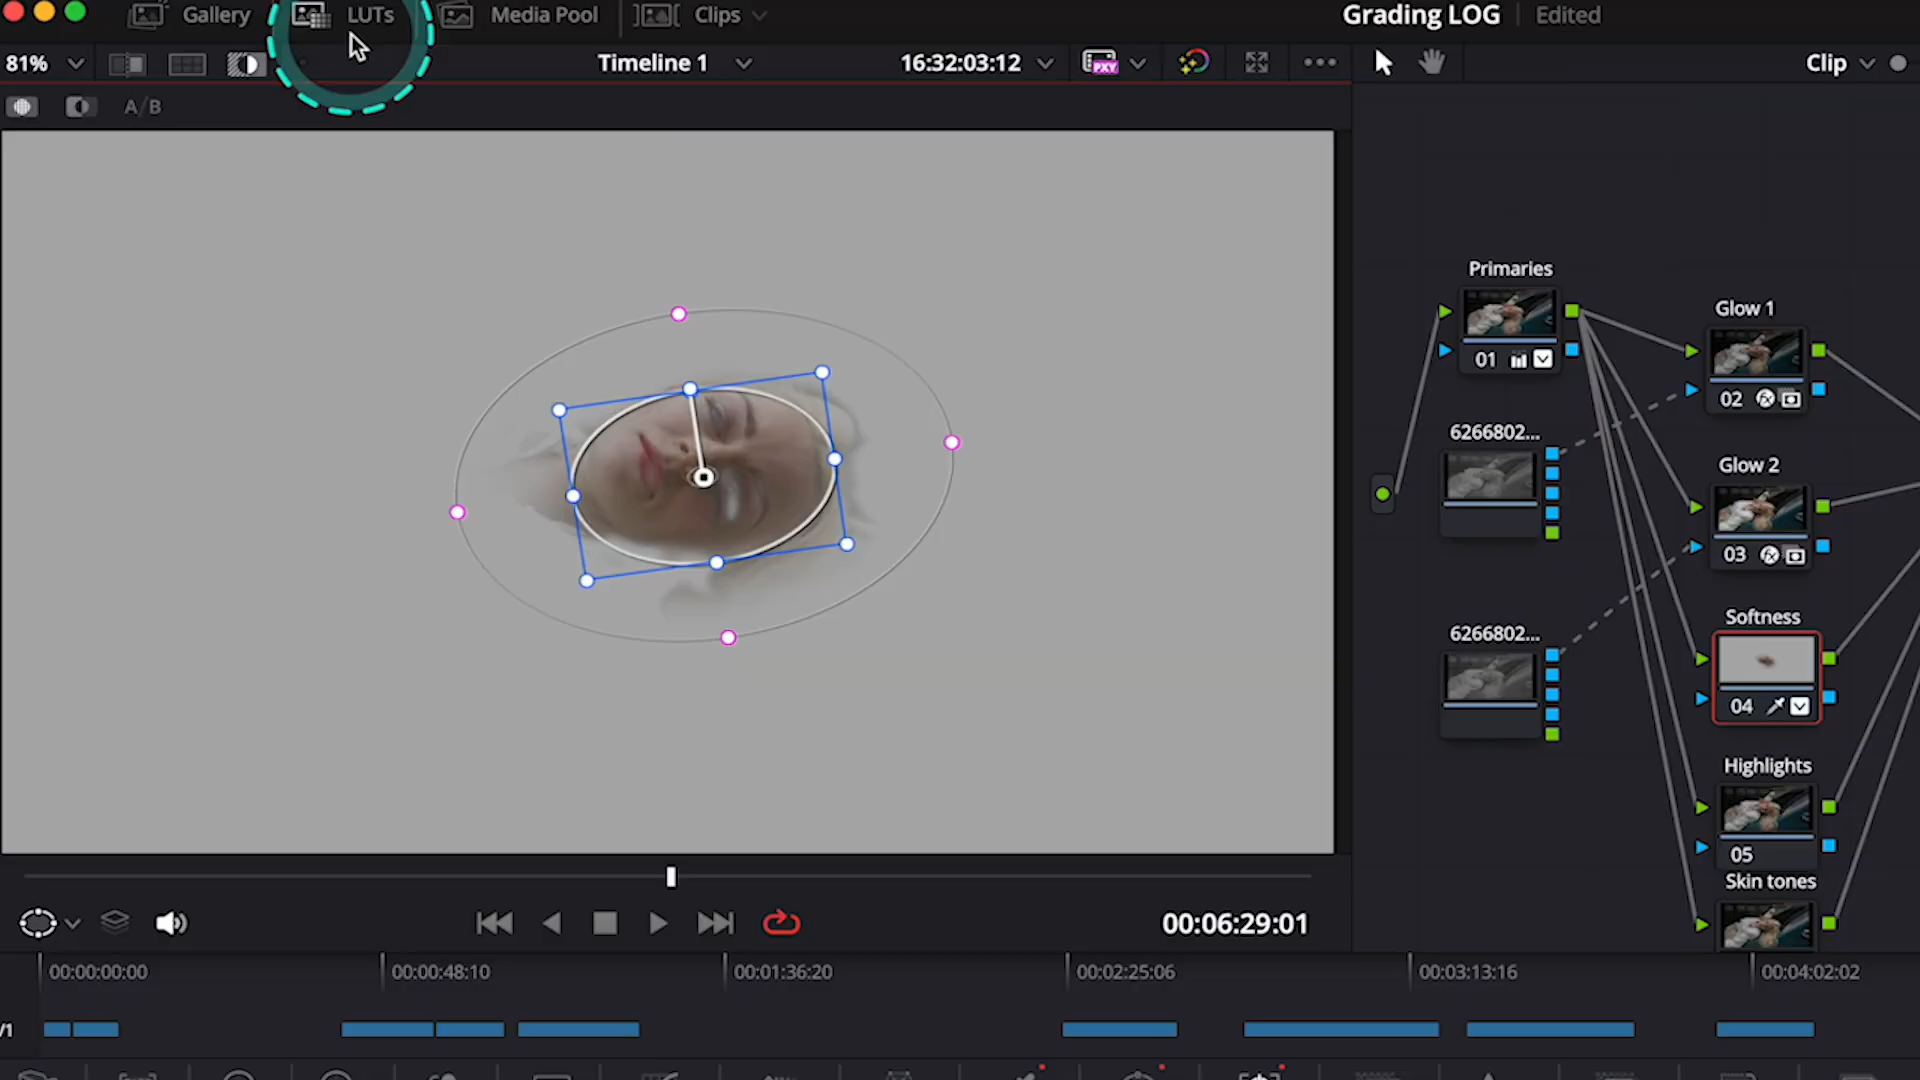 Gallery LUTs Media Pool Clips Grading LOG Edited
81% Timeline 1 16:32:03:12 PXY Clip
A/B
Primaries
01
Glow 1
02
6266802...
Glow 2
03
Softness
04
6266802...
Highlights
05
Skin tones
00:06:29:01
00:00:00:00 00:00:48:10 00:01:36:20 00:02:25:06 00:03:13:16 00:04:02:02